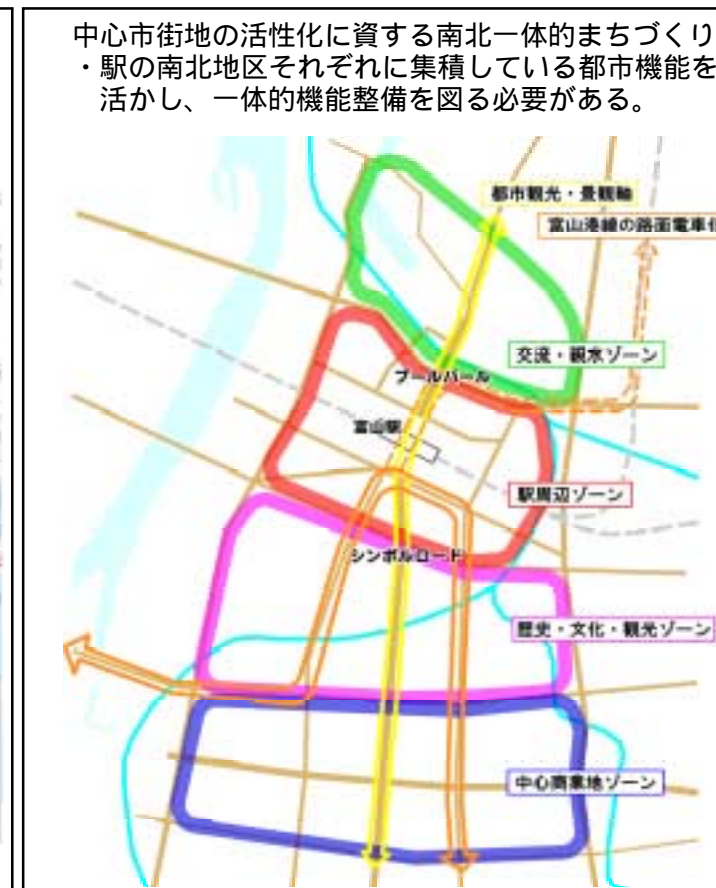 中心市街地の活性化に資する南北一体的まちづくり
・駅の南北地区それぞれに集積している都市機能を
活かし、一体的機能整備を図る必要がある。
都市観光・景観軸
富山港線の路面電車化
交流・親水ゾーン
ブールバール
富山駅
駅周辺ゾーン
シンボルロード
歴史・文化・観光ゾーン
中心商業地ゾーン